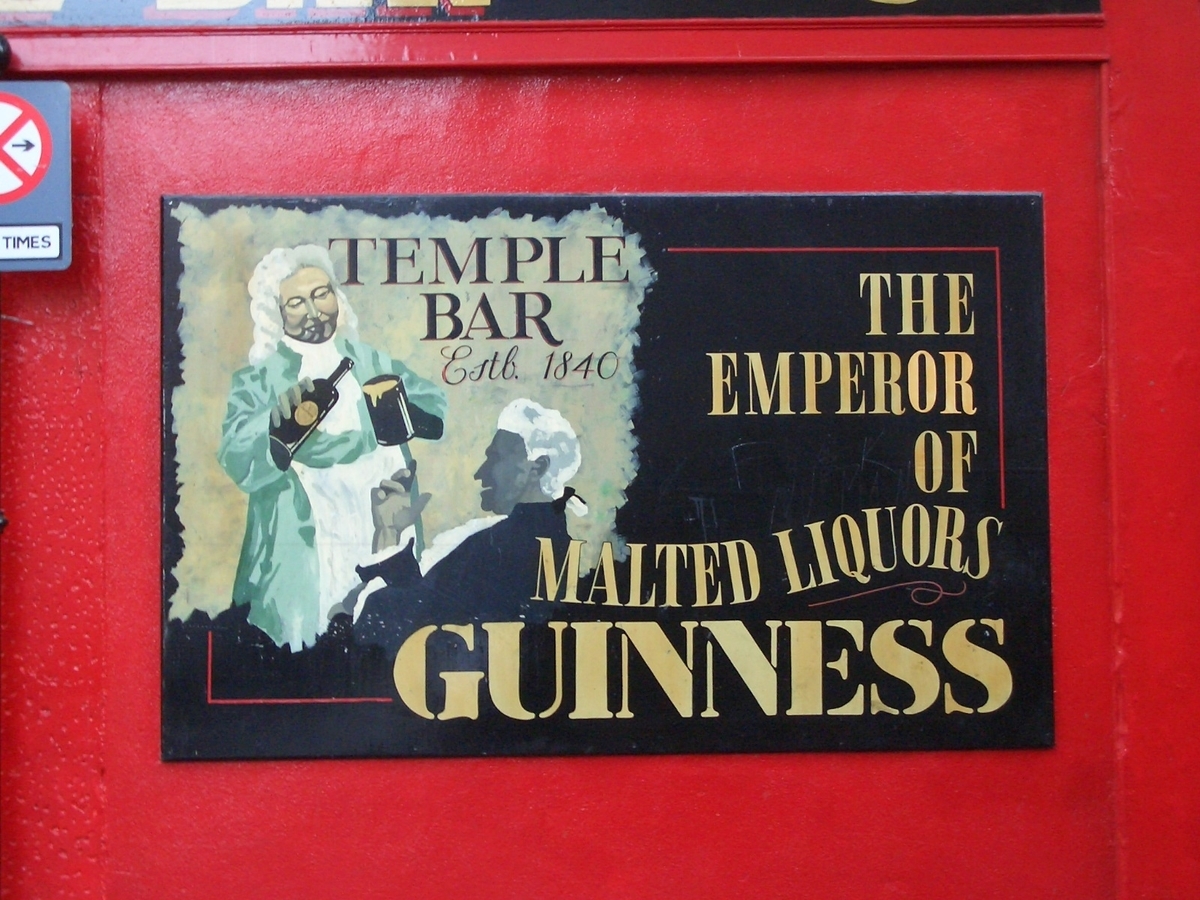 TIMES
TEMPLE
BAR
Estb. 1840
THE
EMPEROR
OF
MALTED LIQUORS
GUINNESS